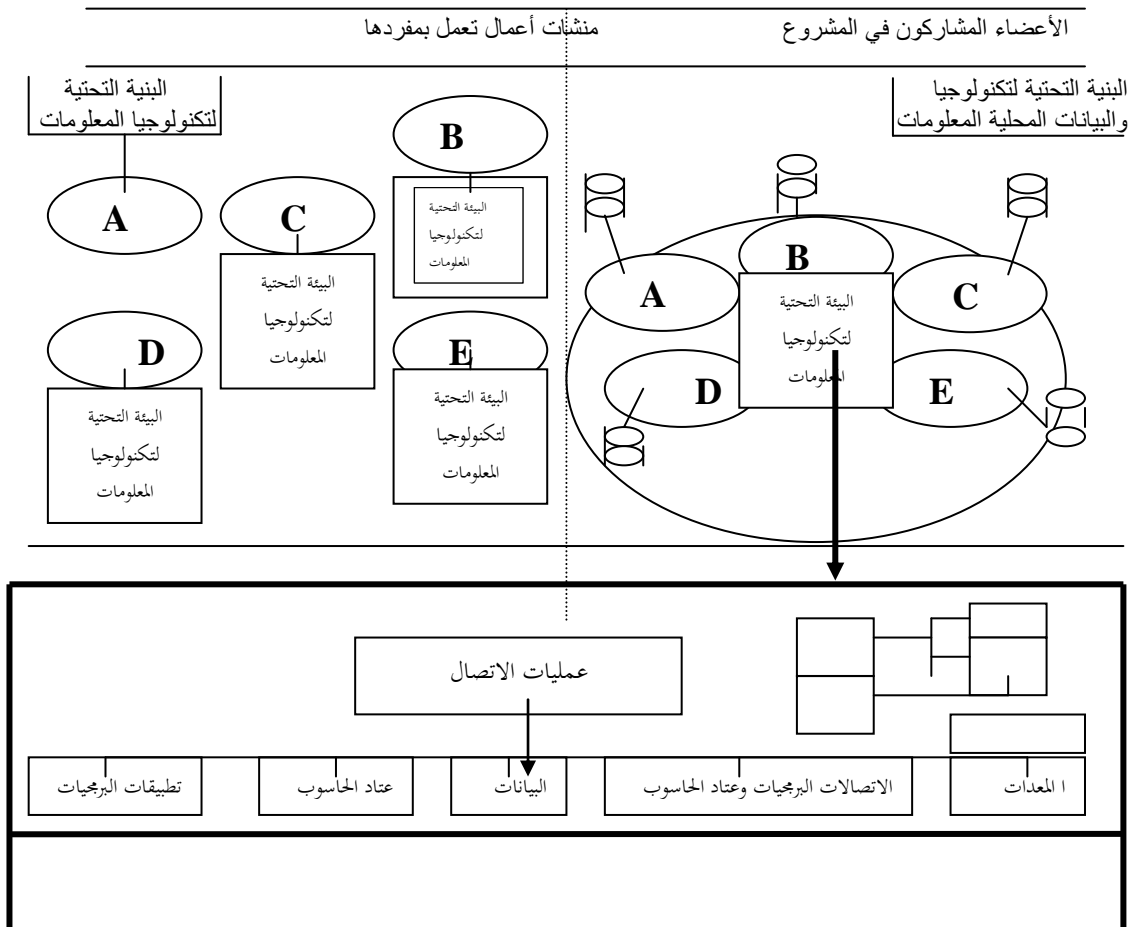 الأعضاء المشاركون في المشروع
منشات أعمال تعمل بمفردها
البنية التحتية لتكنولوجيا
والبيانات المحلية المعلومات
البنية التحتية
لتكنولوجيا المعلومات
B
البيئة التحتية
لتكنولوجيا
المعلومات
A
C
D
E
B
البيئة التحتية
لتكنولوجيا
المعلومات
A
C
البيئة التحتية
لتكنولوجيا
المعلومات
D
البيئة التحتية
لتكنولوجيا
المعلومات
E
البيئة التحتية
لتكنولوجيا
المعلومات
عمليات الاتصال
ا المعدات
الاتصالات البرمجيات وعتاد الحاسوب
البيانات
عتاد الحاسوب
تطبيقات البرمجيات